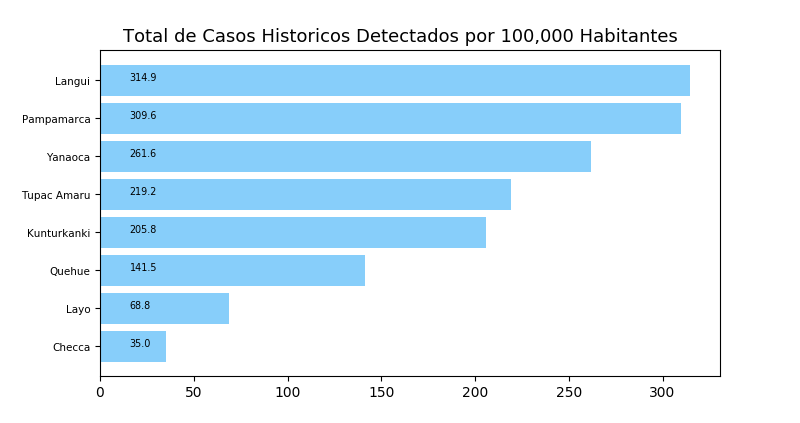 Total de Casos Historicos Detectados por 100,000 Habitantes
Langui 314.9
Pampamarca 309.6
Yanaoca 261.6
Tupac Amaru 219.2
Kunturkanki 205.8
Quehue 141.5
Layo 68.8
Checca 35.0
0 50 100 150 200 250 300